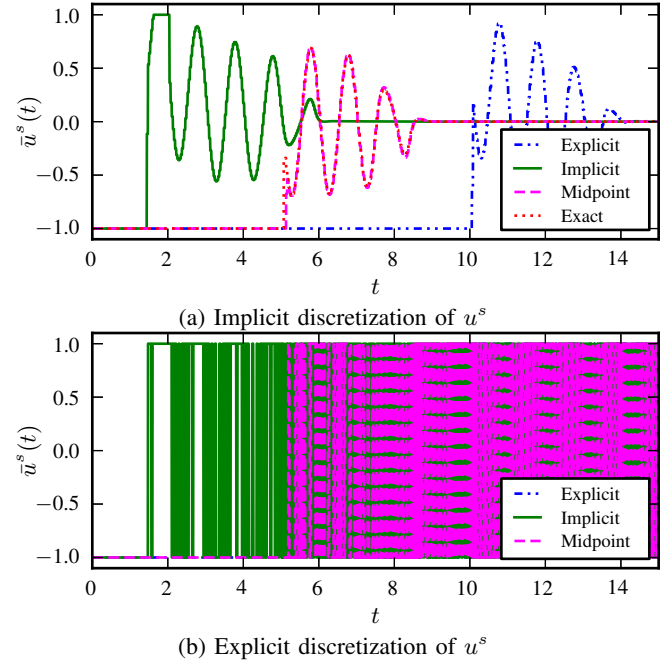 1.0
0.5
0.0
−0.5
−1.0
ū^s(t)
0 2 4 6 8 10 12 14
t
Explicit
Implicit
Midpoint
Exact
(a) Implicit discretization of u^s
1.0
0.5
0.0
−0.5
−1.0
ū^s(t)
0 2 4 6 8 10 12 14
t
Explicit
Implicit
Midpoint
(b) Explicit discretization of u^s